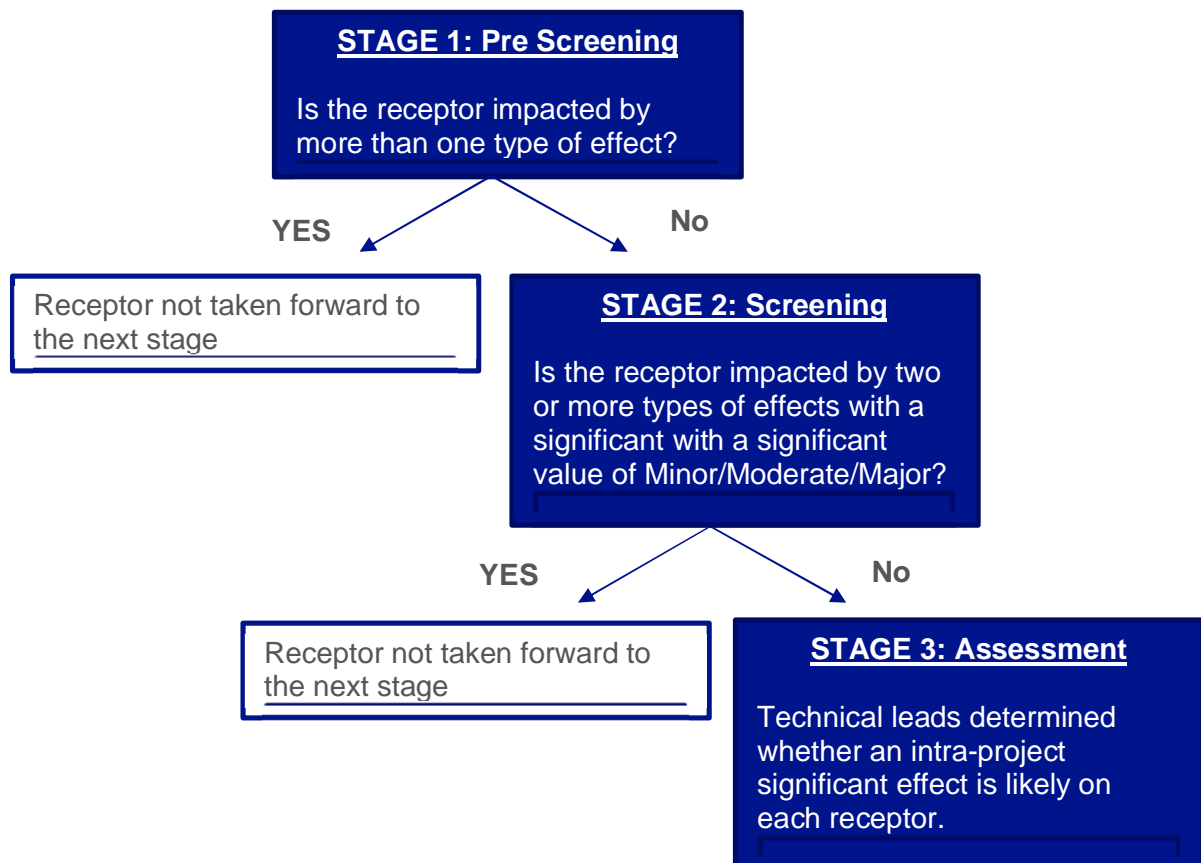 STAGE 1: Pre Screening
Is the receptor impacted by
more than one type of effect?
YES
No
Receptor not taken forward to
the next stage
STAGE 2: Screening
Is the receptor impacted by two
or more types of effects with a
significant with a significant
value of Minor/Moderate/Major?
YES
No
Receptor not taken forward to
the next stage
STAGE 3: Assessment
Technical leads determined
whether an intra-project
significant effect is likely on
each receptor.